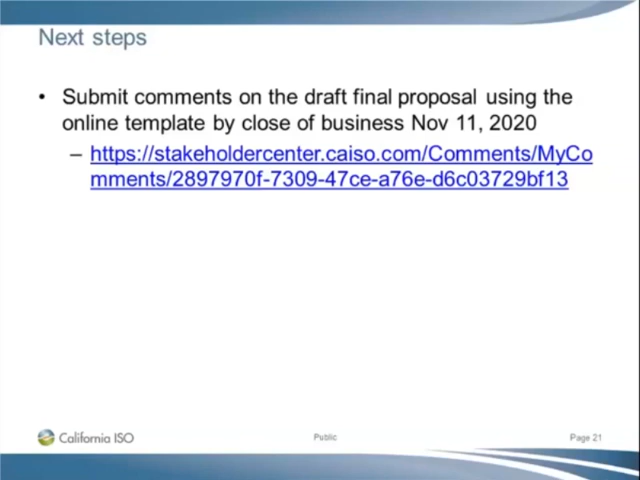 Next steps
• Submit comments on the draft final proposal using the
online template by close of business Nov 11, 2020
– https://stakeholdercenter.caiso.com/Comments/MyCo
mments/2897970f-7309-47ce-a76e-d6c03729bf13
California ISO
Public
Page 21